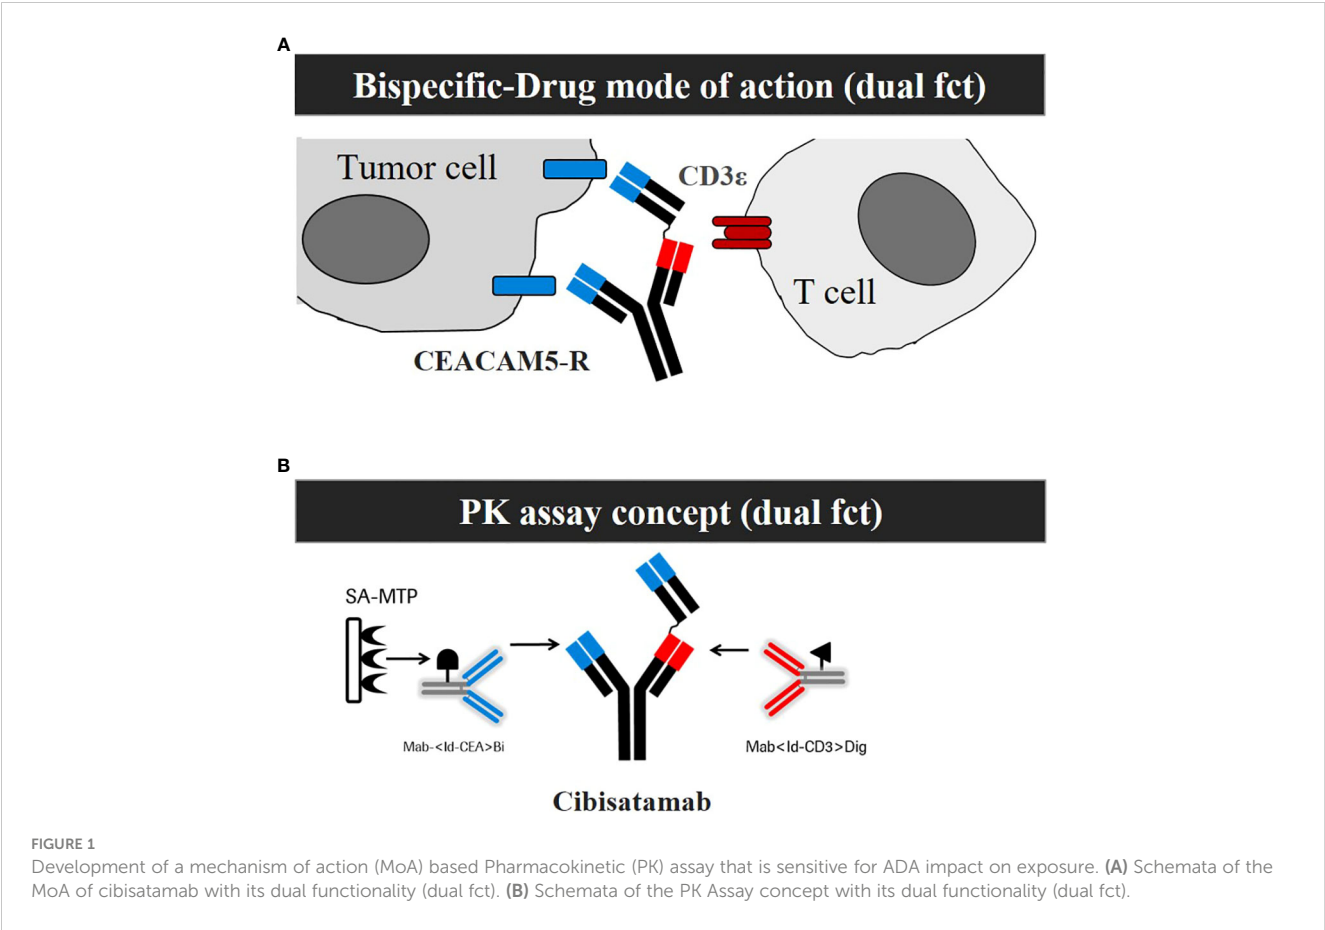 A
Bispecific-Drug mode of action (dual fct)
Tumor cell
CD3ε
T cell
CEACAM5-R
B
PK assay concept (dual fct)
SA-MTP
Mab-<Id-CEA>Bi
Mab<Id-CD3>Dig
Cibisatamab
FIGURE 1
Development of a mechanism of action (MoA) based Pharmacokinetic (PK) assay that is sensitive for ADA impact on exposure. (A) Schemata of the
MoA of cibisatamab with its dual functionality (dual fct). (B) Schemata of the PK Assay concept with its dual functionality (dual fct).